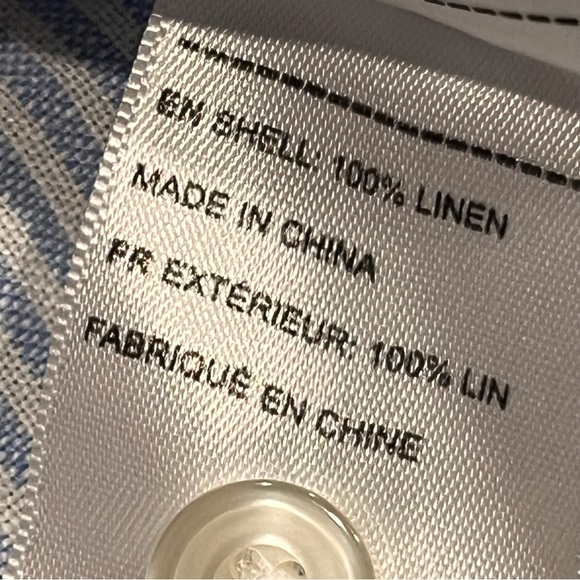 EN SHELL: 100% LINEN
MADE IN CHINA
FR EXTÉRIEUR: 100% LIN
FABRIQUÉ EN CHINE